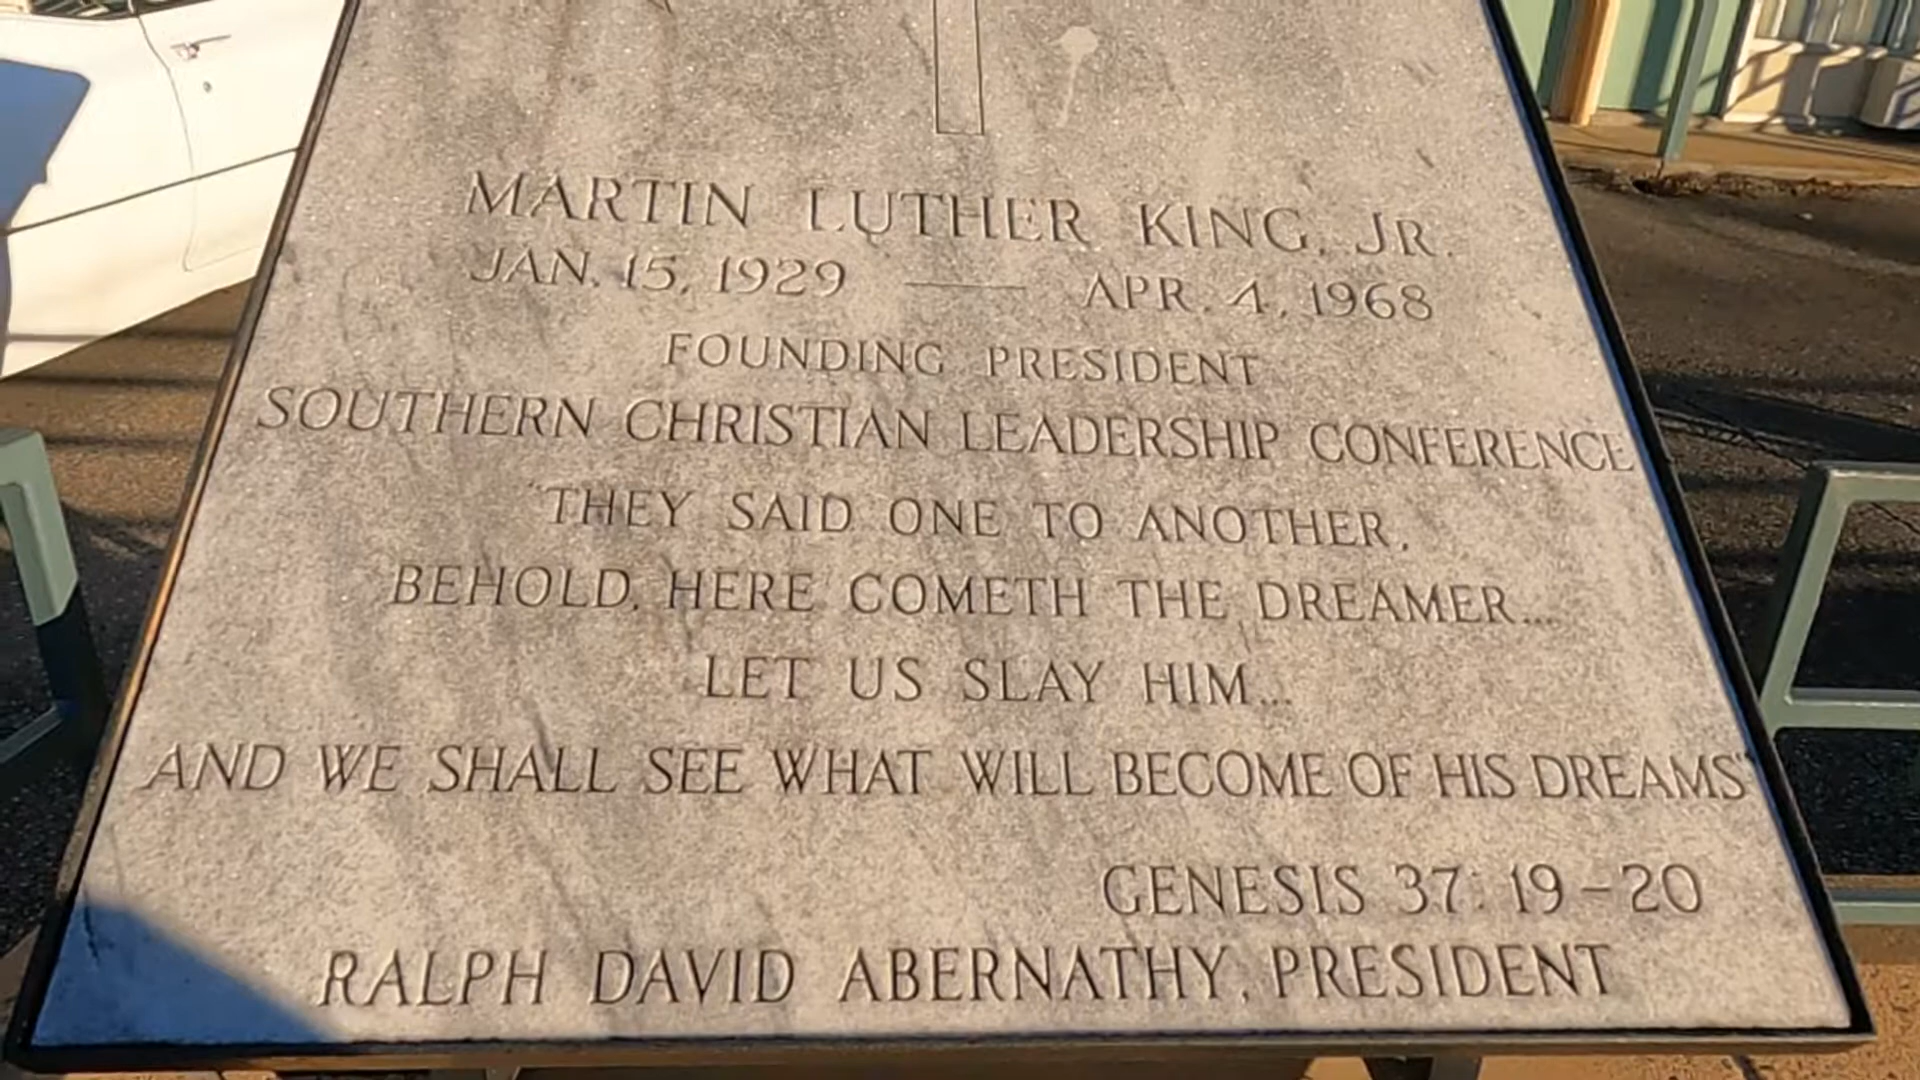 MARTIN LUTHER KING, JR.
JAN. 15, 1929 — APR. 4, 1968
FOUNDING PRESIDENT
SOUTHERN CHRISTIAN LEADERSHIP CONFERENCE
"THEY SAID ONE TO ANOTHER,
BEHOLD, HERE COMETH THE DREAMER...
LET US SLAY HIM...
AND WE SHALL SEE WHAT WILL BECOME OF HIS DREAMS"
GENESIS 37: 19-20
RALPH DAVID ABERNATHY, PRESIDENT